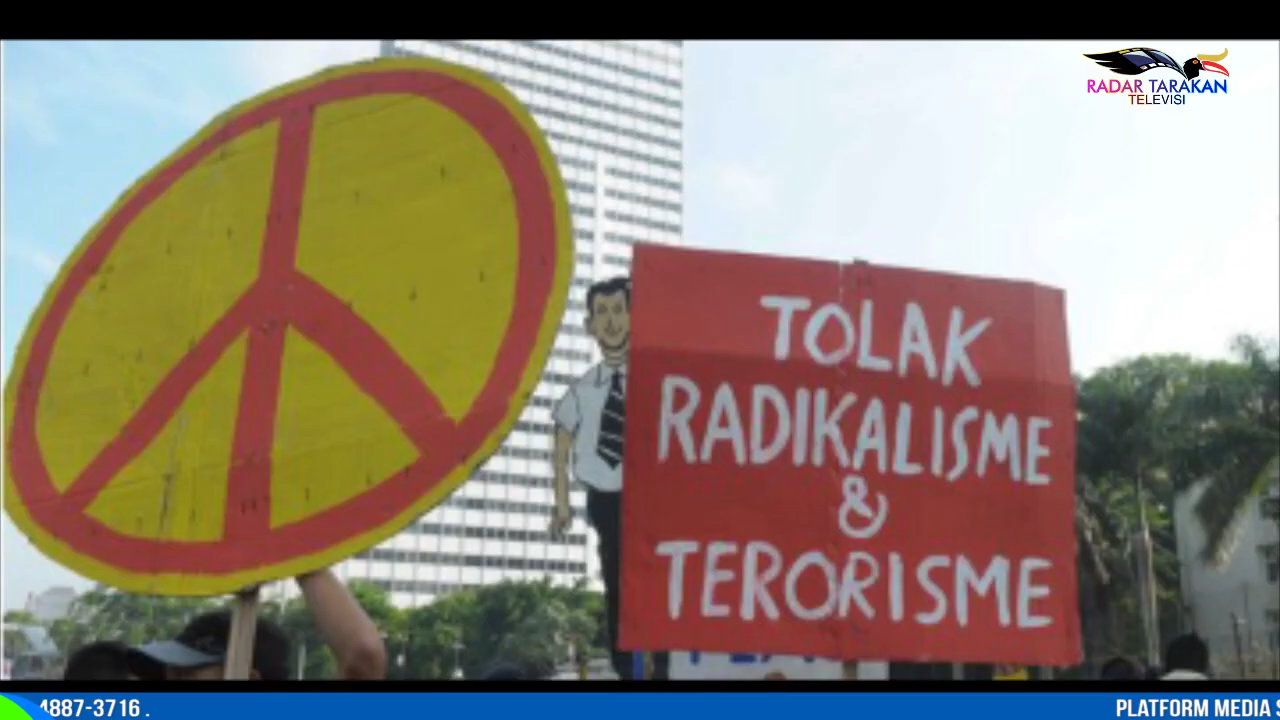 RADAR TARAKAN
TELEVISI
TOLAK
RADIKALISME
&
TERORISME
4887-3716 .
PLATFORM MEDIA S